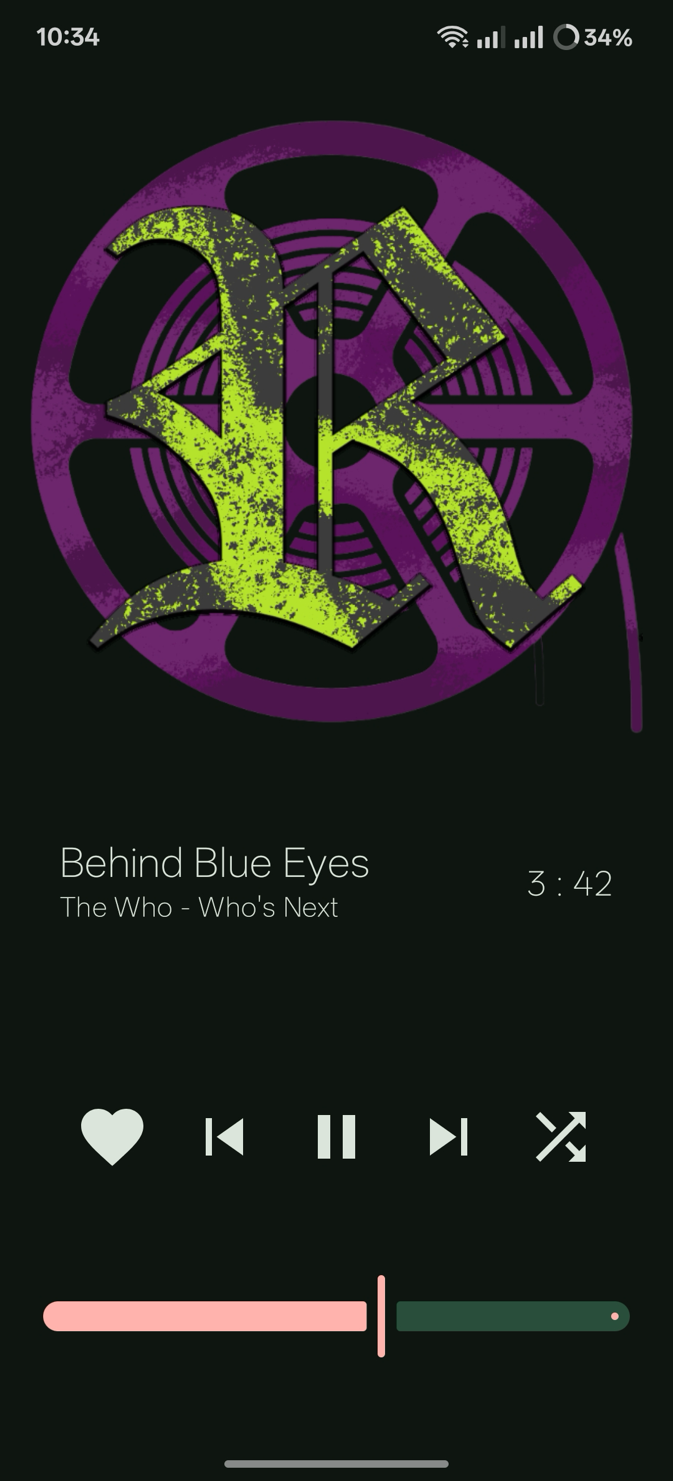 10:34
34%
R
Behind Blue Eyes
The Who - Who's Next
3 : 42